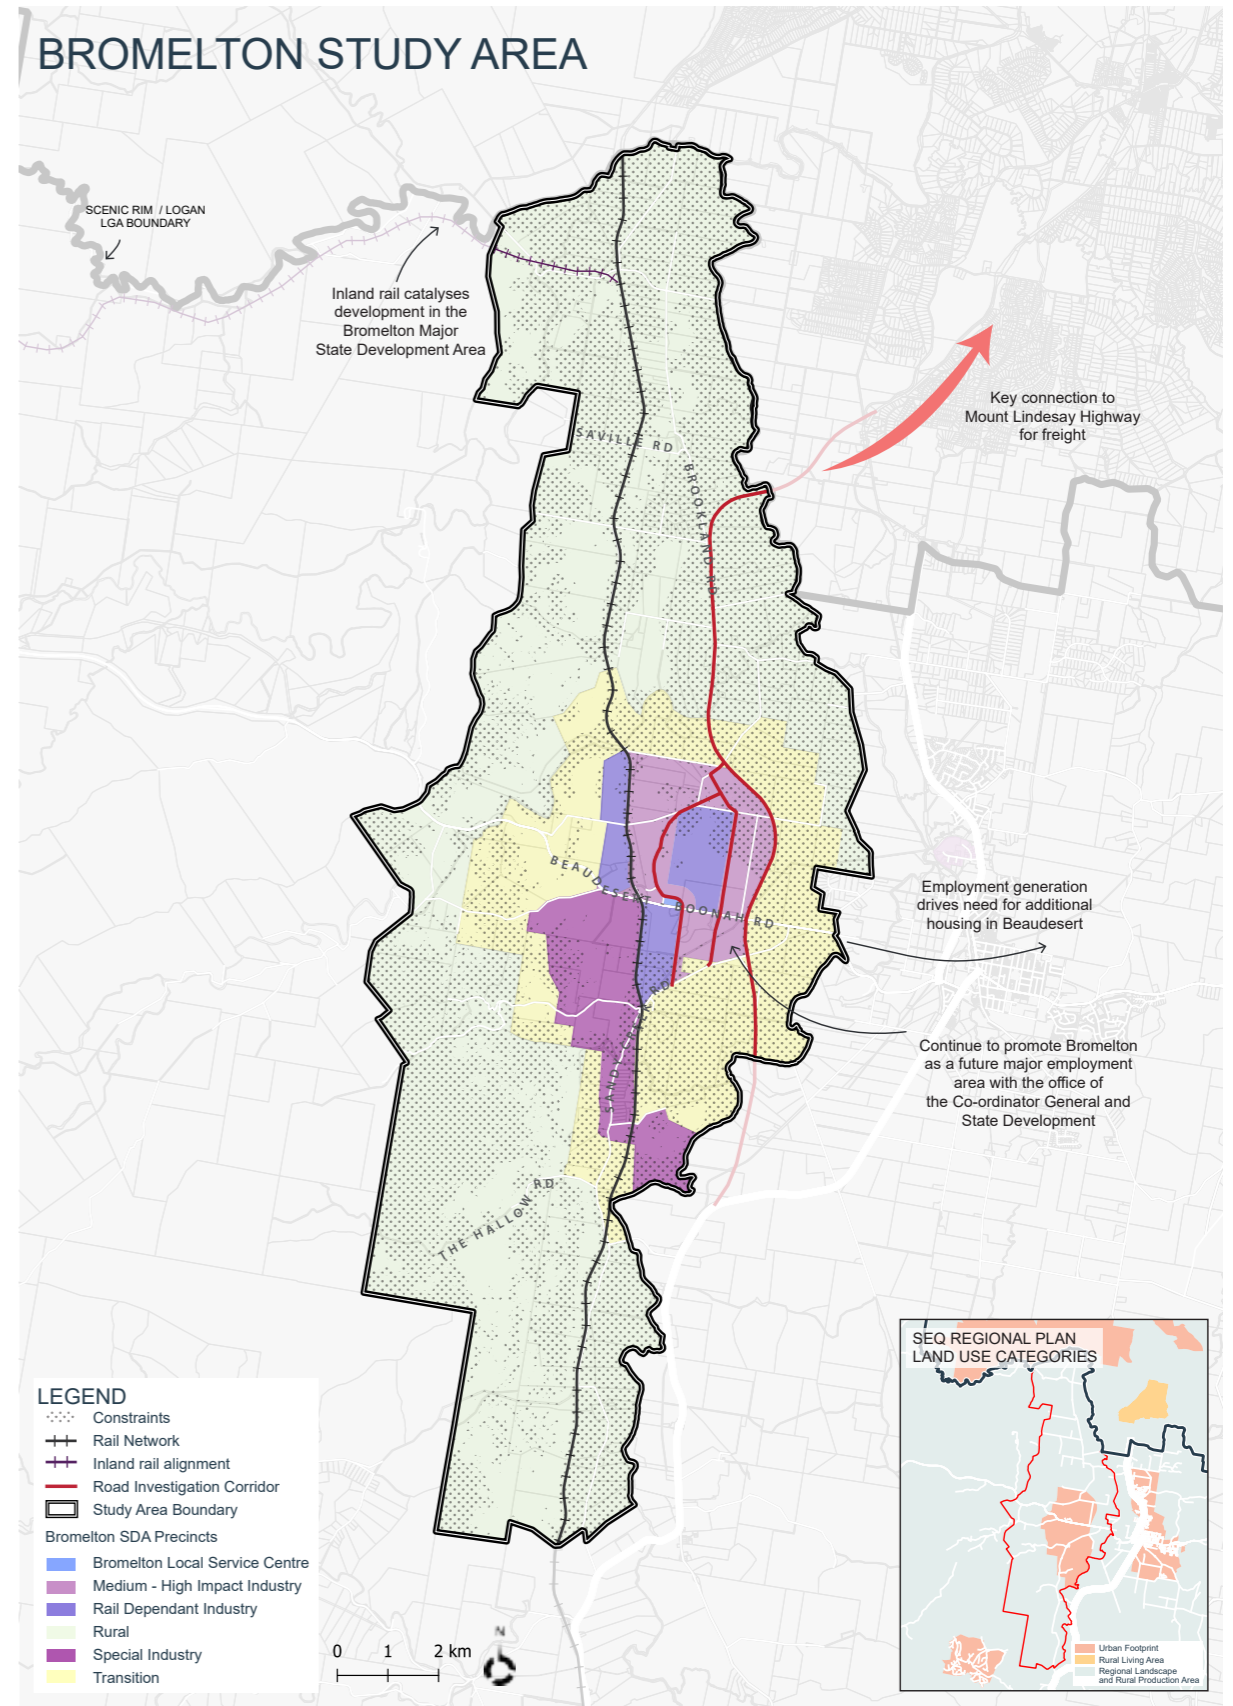 BROMELTON STUDY AREA
SCENIC RIM / LOGAN
LGA BOUNDARY
Inland rail catalyses
development in the
Bromelton Major
State Development Area
Key connection to
Mount Lindesay Highway
for freight
SAVILLE RD
BROOKLAND RD
BEAUDESERT BOONAH RD
Employment generation
drives need for additional
housing in Beaudesert
SANDY CREEK RD
Continue to promote Bromelton
as a future major employment
area with the office of
the Co-ordinator General and
State Development
THE HALLOW RD
SEQ REGIONAL PLAN
LAND USE CATEGORIES
Urban Footprint
Rural Living Area
Regional Landscape
and Rural Production Area
LEGEND
Constraints
Rail Network
Inland rail alignment
Road Investigation Corridor
Study Area Boundary
Bromelton SDA Precincts
Bromelton Local Service Centre
Medium - High Impact Industry
Rail Dependant Industry
Rural
Special Industry
Transition
0 1 2 km
N